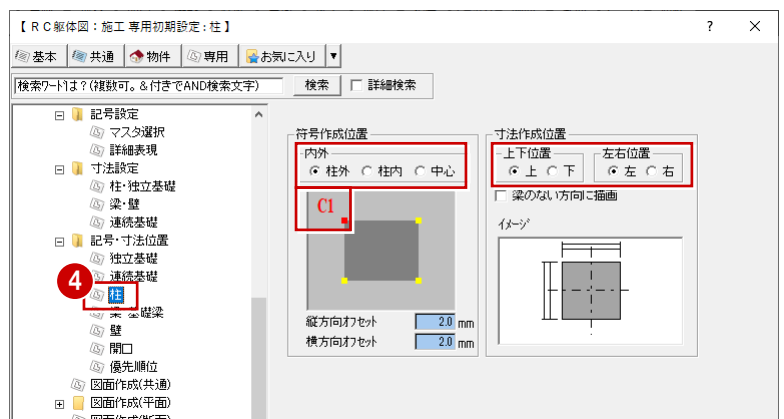 【ＲＣ躯体図：施工 専用初期設定：柱】
? ×
基本 共通 物件 専用 お気に入り ▼
検索ワードは？（複数可。＆付きでAND検索文字） 検索 詳細検索
記号設定
マスタ選択
詳細表現
寸法設定
柱・独立基礎
梁・壁
連続基礎
記号・寸法位置
独立基礎
連続基礎
4
柱
梁・基礎梁
壁
開口
優先順位
図面作成(共通)
図面作成(平面)
符号作成位置
内外
柱外 柱内 中心
C1
縦方向オフセット 2.0 mm
横方向オフセット 2.0 mm
寸法作成位置
上下位置 左右位置
上 下 左 右
梁のない方向に描画
イメージ